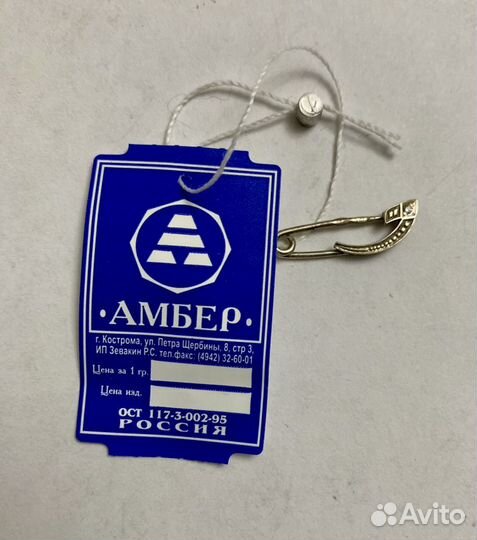 ·АМБЕР·
г. Кострома, ул. Петра Щербины, 8, стр 3,
ИП Зевакин Р.С. тел.факс: (4942) 32-60-01
Цена за 1 гр.
Цена изд.
ОСТ 117-3-002-95
РОССИЯ
Avito